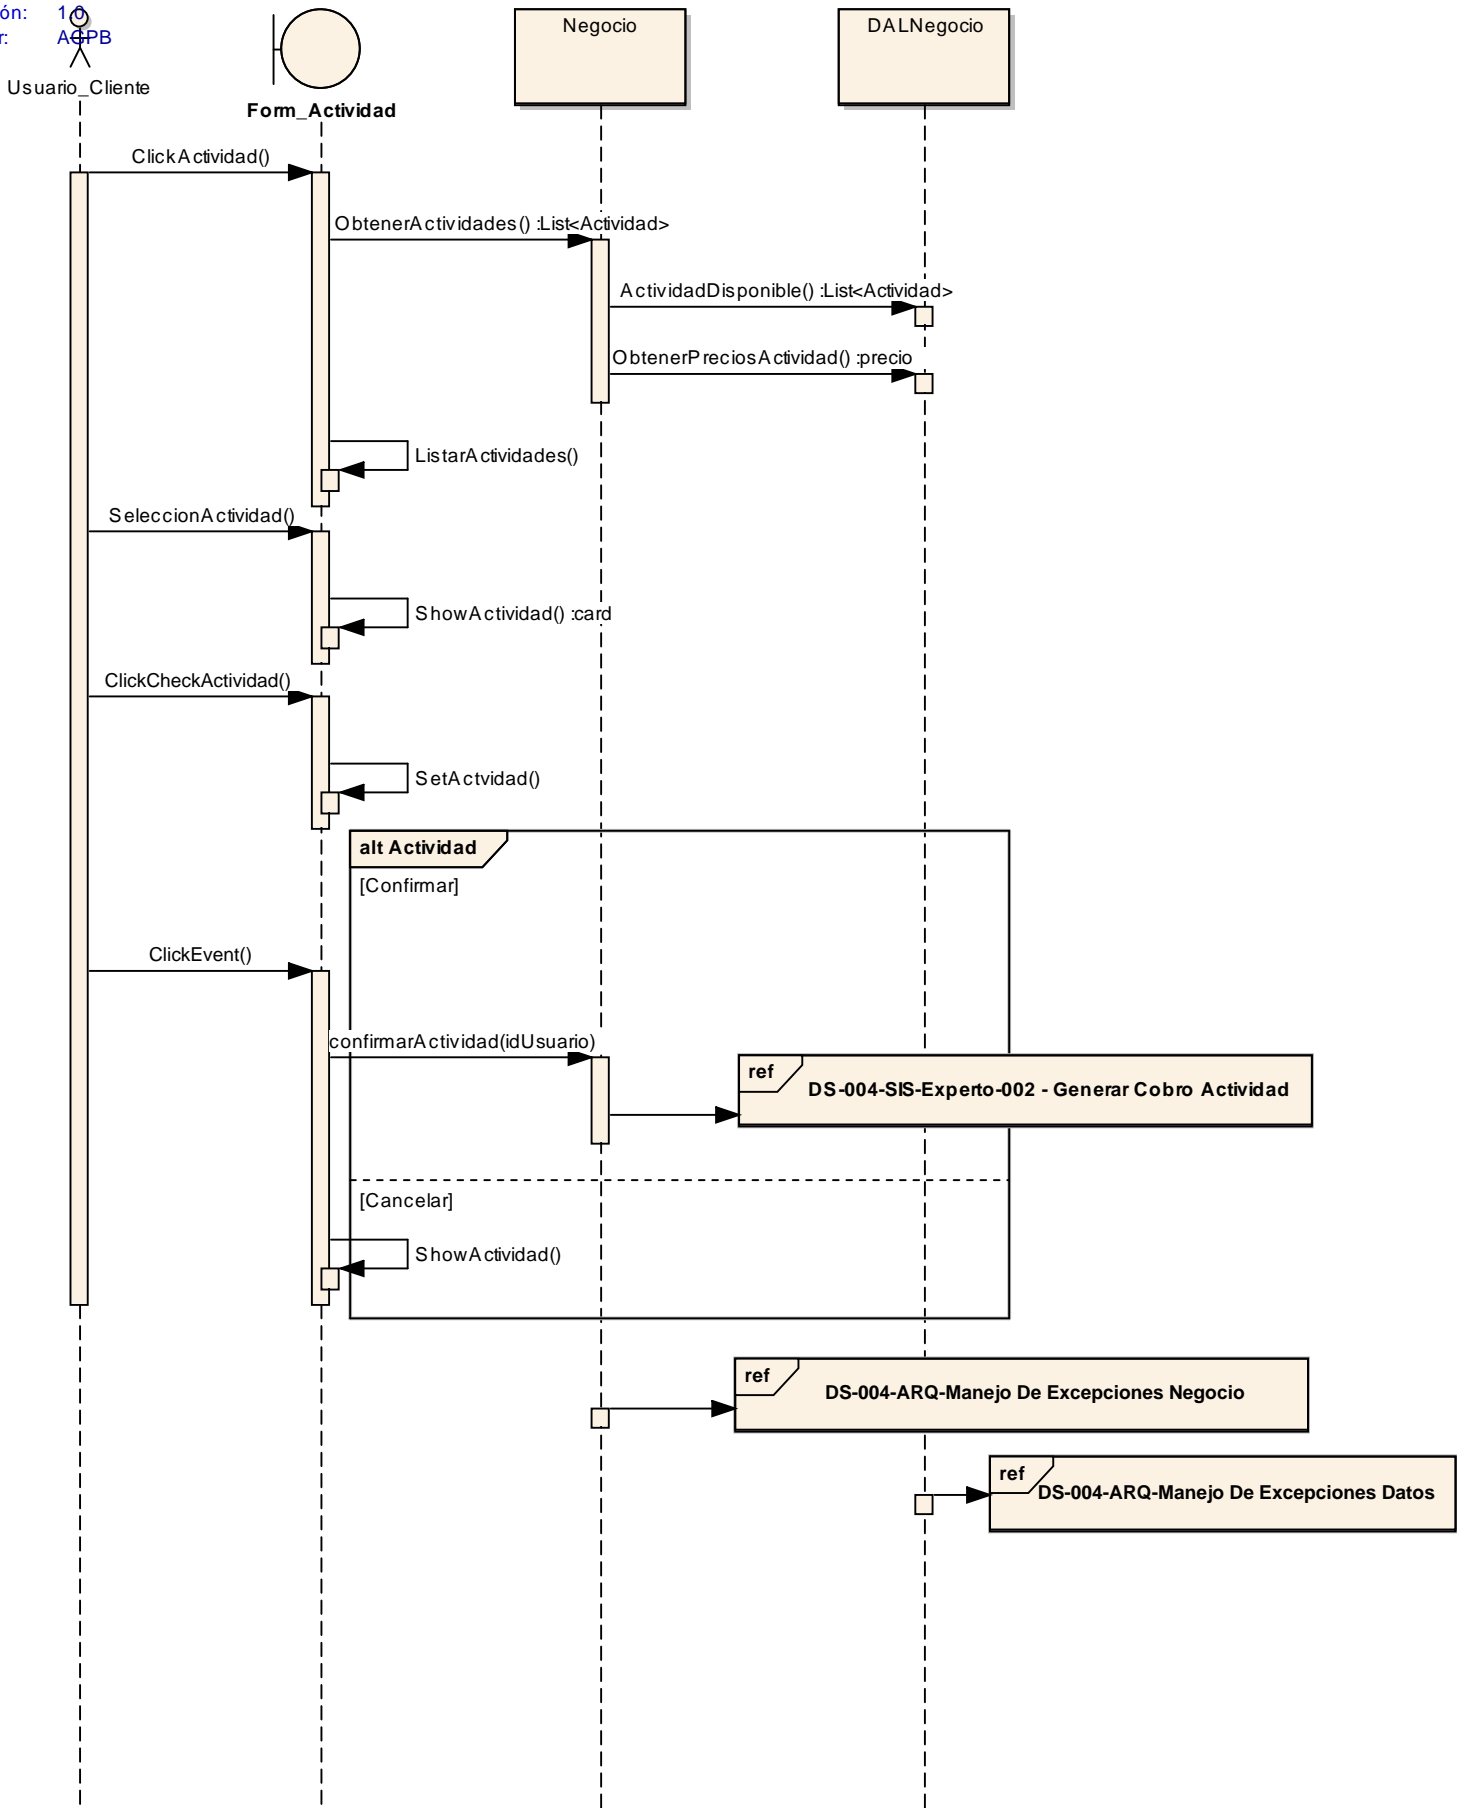 ón: 1.0
r: AGPB
Usuario_Cliente
Form_Actividad
Negocio
DALNegocio
ClickActividad()
ObtenerActividades() :List<Actividad>
ActividadDisponible() :List<Actividad>
ObtenerPreciosActividad() :precio
ListarActividades()
SeleccionActividad()
ShowActividad() :card
ClickCheckActividad()
SetActvidad()
alt Actividad
[Confirmar]
ClickEvent()
confirmarActividad(idUsuario)
ref
DS-004-SIS-Experto-002 - Generar Cobro Actividad
[Cancelar]
ShowActividad()
ref
DS-004-ARQ-Manejo De Excepciones Negocio
ref
DS-004-ARQ-Manejo De Excepciones Datos